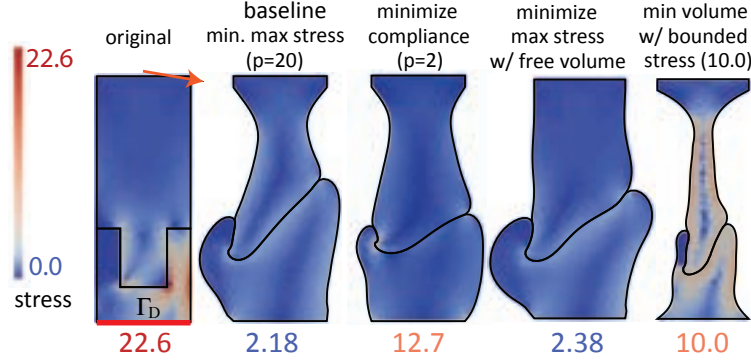 original
baseline
min. max stress
(p=20)
minimize
compliance
(p=2)
minimize
max stress
w/ free volume
min volume
w/ bounded
stress (10.0)
22.6
0.0
stress
Γ_D
22.6
2.18
12.7
2.38
10.0